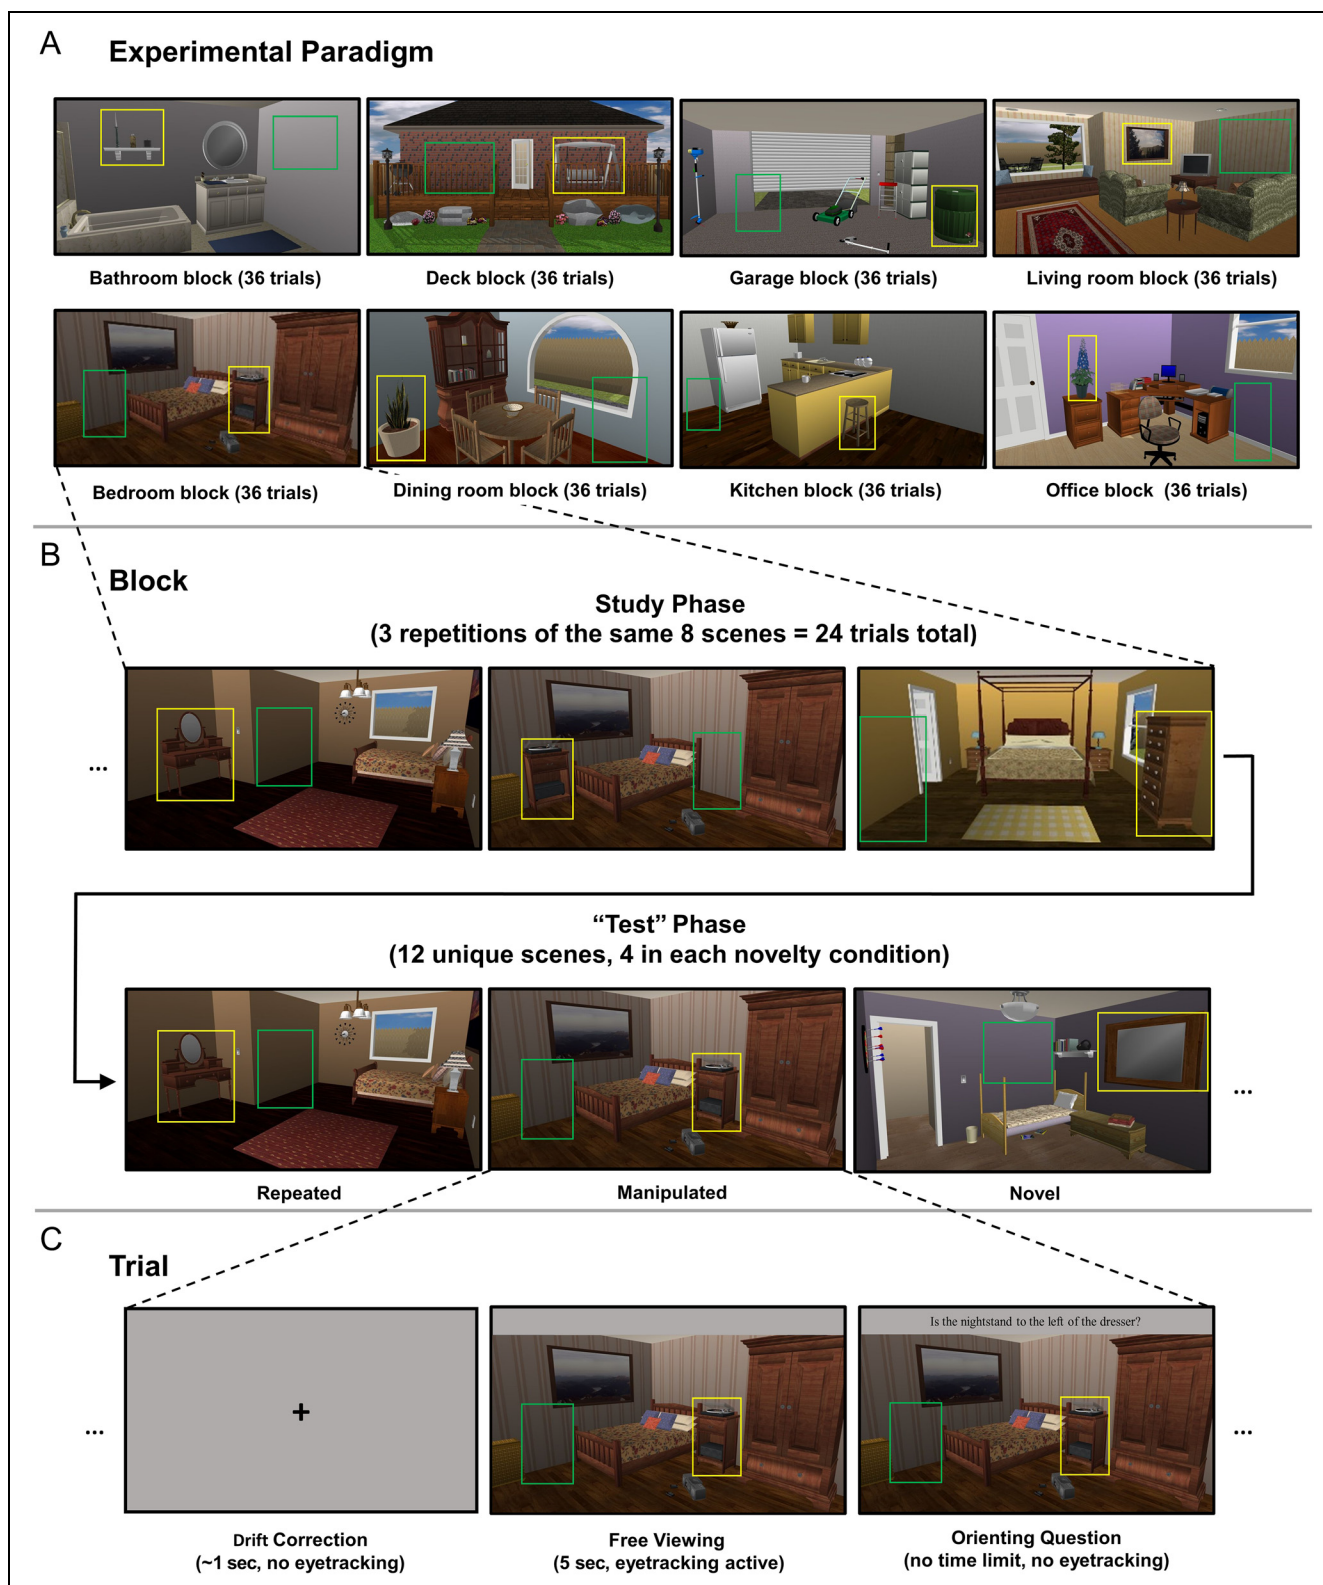 A
Experimental Paradigm
Bathroom block (36 trials)
Deck block (36 trials)
Garage block (36 trials)
Living room block (36 trials)
Bedroom block (36 trials)
Dining room block (36 trials)
Kitchen block (36 trials)
Office block (36 trials)
B
Block
Study Phase
(3 repetitions of the same 8 scenes = 24 trials total)
...
“Test” Phase
(12 unique scenes, 4 in each novelty condition)
...
Repeated
Manipulated
Novel
C
Trial
Is the nightstand to the left of the dresser?
...
+
...
Drift Correction
(~1 sec, no eyetracking)
Free Viewing
(5 sec, eyetracking active)
Orienting Question
(no time limit, no eyetracking)